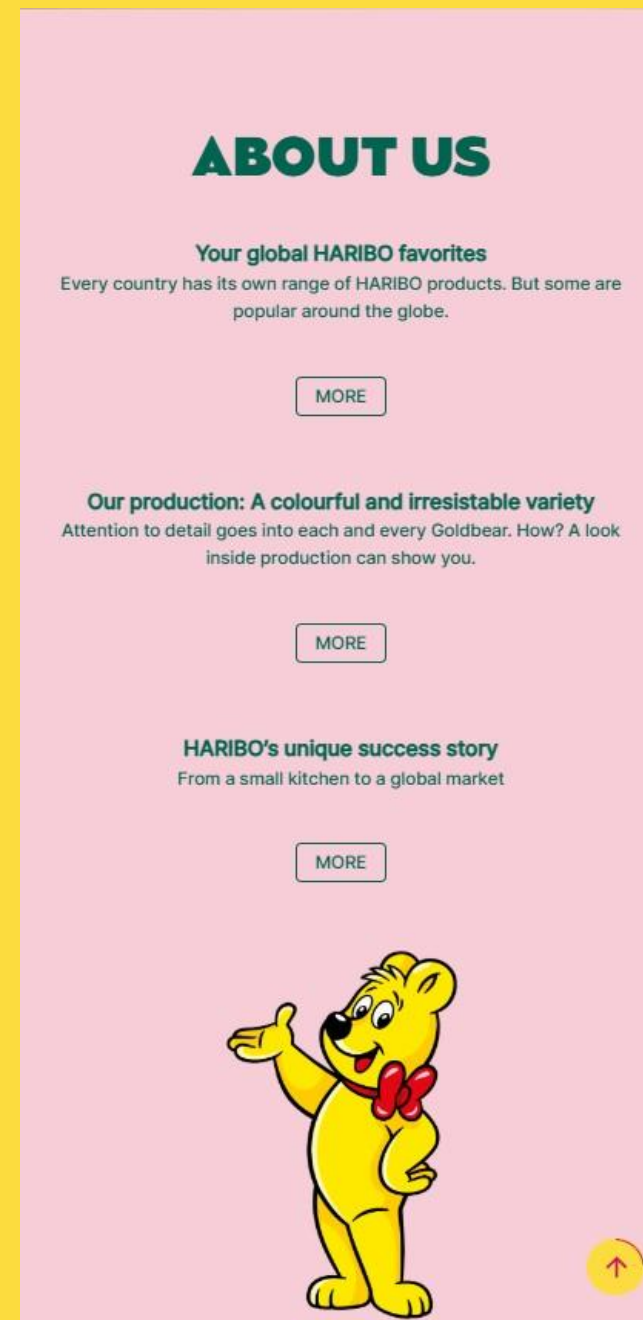 ABOUT US
Your global HARIBO favorites
Every country has its own range of HARIBO products. But some are
popular around the globe.
MORE
Our production: A colourful and irresistable variety
Attention to detail goes into each and every Goldbear. How? A look
inside production can show you.
MORE
HARIBO’s unique success story
From a small kitchen to a global market
MORE